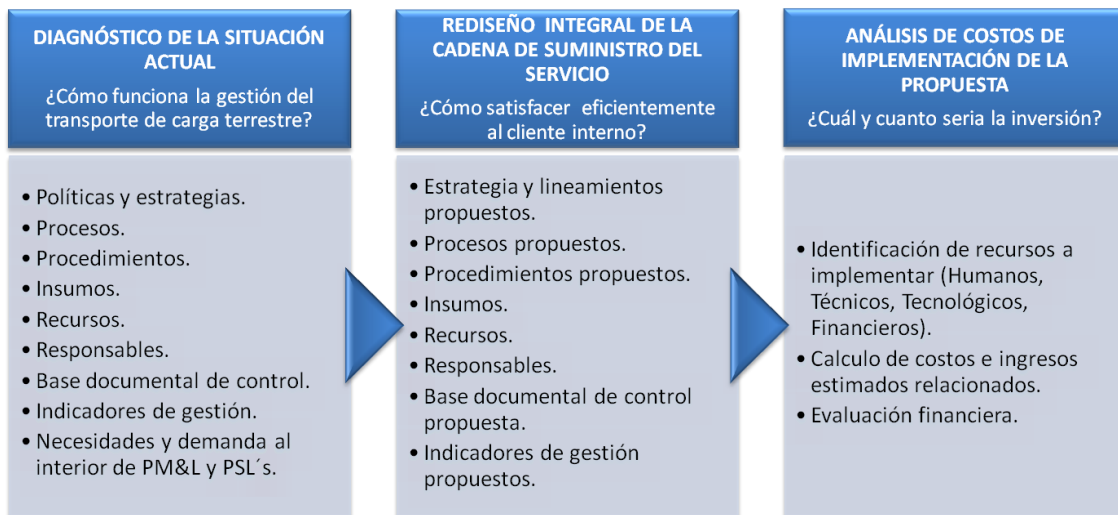 DIAGNÓSTICO DE LA SITUACIÓN
ACTUAL
¿Cómo funciona la gestión del
transporte de carga terrestre?
• Políticas y estrategias.
• Procesos.
• Procedimientos.
• Insumos.
• Recursos.
• Responsables.
• Base documental de control.
• Indicadores de gestión.
• Necesidades y demanda al
interior de PM&L y PSL´s.
REDISEÑO INTEGRAL DE LA
CADENA DE SUMINISTRO DEL
SERVICIO
¿Cómo satisfacer eficientemente
al cliente interno?
• Estrategia y lineamientos
propuestos.
• Procesos propuestos.
• Procedimientos propuestos.
• Insumos.
• Recursos.
• Responsables.
• Base documental de control
propuesta.
• Indicadores de gestión
propuestos.
ANÁLISIS DE COSTOS DE
IMPLEMENTACIÓN DE LA
PROPUESTA
¿Cuál y cuanto seria la inversión?
• Identificación de recursos a
implementar (Humanos,
Técnicos, Tecnológicos,
Financieros).
• Calculo de costos e ingresos
estimados relacionados.
• Evaluación financiera.